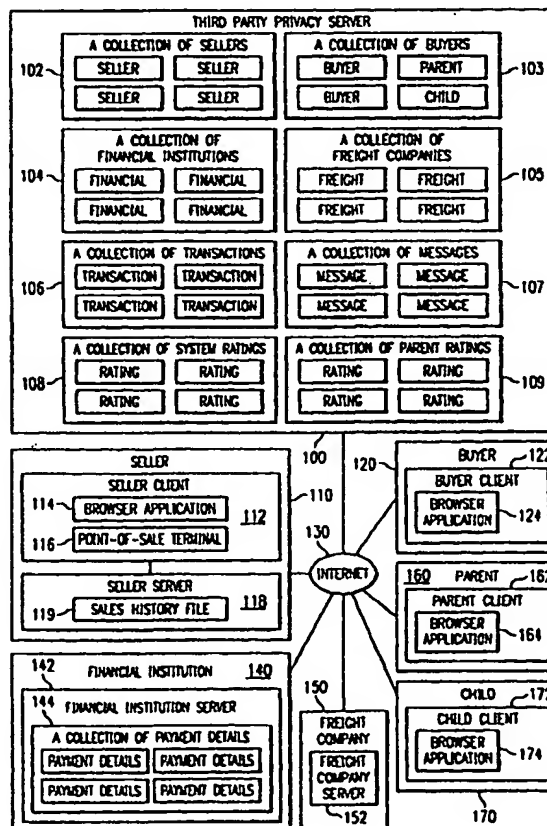 THIRD PARTY PRIVACY SERVER
A COLLECTION OF SELLERS
SELLER SELLER
SELLER SELLER
102
A COLLECTION OF BUYERS
BUYER PARENT
BUYER CHILD
103
A COLLECTION OF
FINANCIAL INSTITUTIONS
FINANCIAL FINANCIAL
FINANCIAL FINANCIAL
104
A COLLECTION OF
FREIGHT COMPANIES
FREIGHT FREIGHT
FREIGHT FREIGHT
105
A COLLECTION OF TRANSACTIONS
TRANSACTION TRANSACTION
TRANSACTION TRANSACTION
106
A COLLECTION OF MESSAGES
MESSAGE MESSAGE
MESSAGE MESSAGE
107
A COLLECTION OF SYSTEM RATINGS
RATING RATING
RATING RATING
108
A COLLECTION OF PARENT RATINGS
RATING RATING
RATING RATING
109
100
SELLER
SELLER CLIENT
114 BROWSER APPLICATION 112
116 POINT-OF-SALE TERMINAL
110
SELLER SERVER
119 SALES HISTORY FILE 118
130
INTERNET
120 BUYER 122
BUYER CLIENT
BROWSER
APPLICATION 124
160 PARENT 162
PARENT CLIENT
BROWSER
APPLICATION 164
CHILD 172
CHILD CLIENT
BROWSER
APPLICATION 174
170
142 FINANCIAL INSTITUTION 140
144 FINANCIAL INSTITUTION SERVER
A COLLECTION OF PAYMENT DETAILS
PAYMENT DETAILS PAYMENT DETAILS
PAYMENT DETAILS PAYMENT DETAILS
150
FREIGHT
COMPANY
FREIGHT
COMPANY
SERVER
152